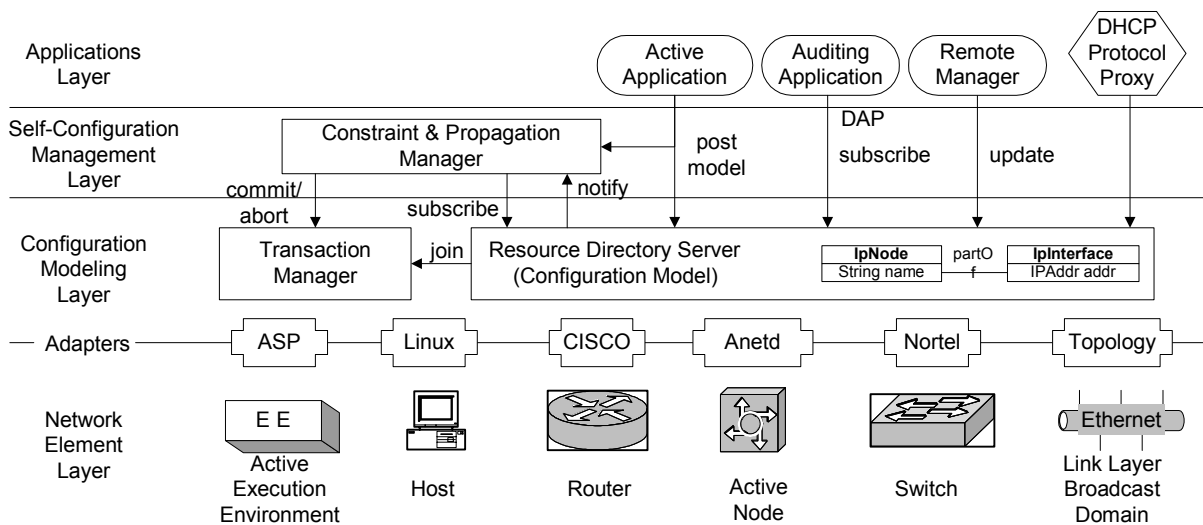 Applications
Layer
Active
Application
Auditing
Application
Remote
Manager
DHCP
Protocol
Proxy
Self-Configuration
Management
Layer
Constraint & Propagation
Manager
post
model
DAP
subscribe
update
commit/
abort
subscribe
notify
Configuration
Modeling
Layer
Transaction
Manager
join
Resource Directory Server
(Configuration Model)
IpNode
String name
partO
f
IpInterface
IPAddr addr
Adapters
ASP
Linux
CISCO
Anetd
Nortel
Topology
Network
Element
Layer
E E
Active
Execution
Environment
Host
Router
Active
Node
Switch
Ethernet
Link Layer
Broadcast
Domain